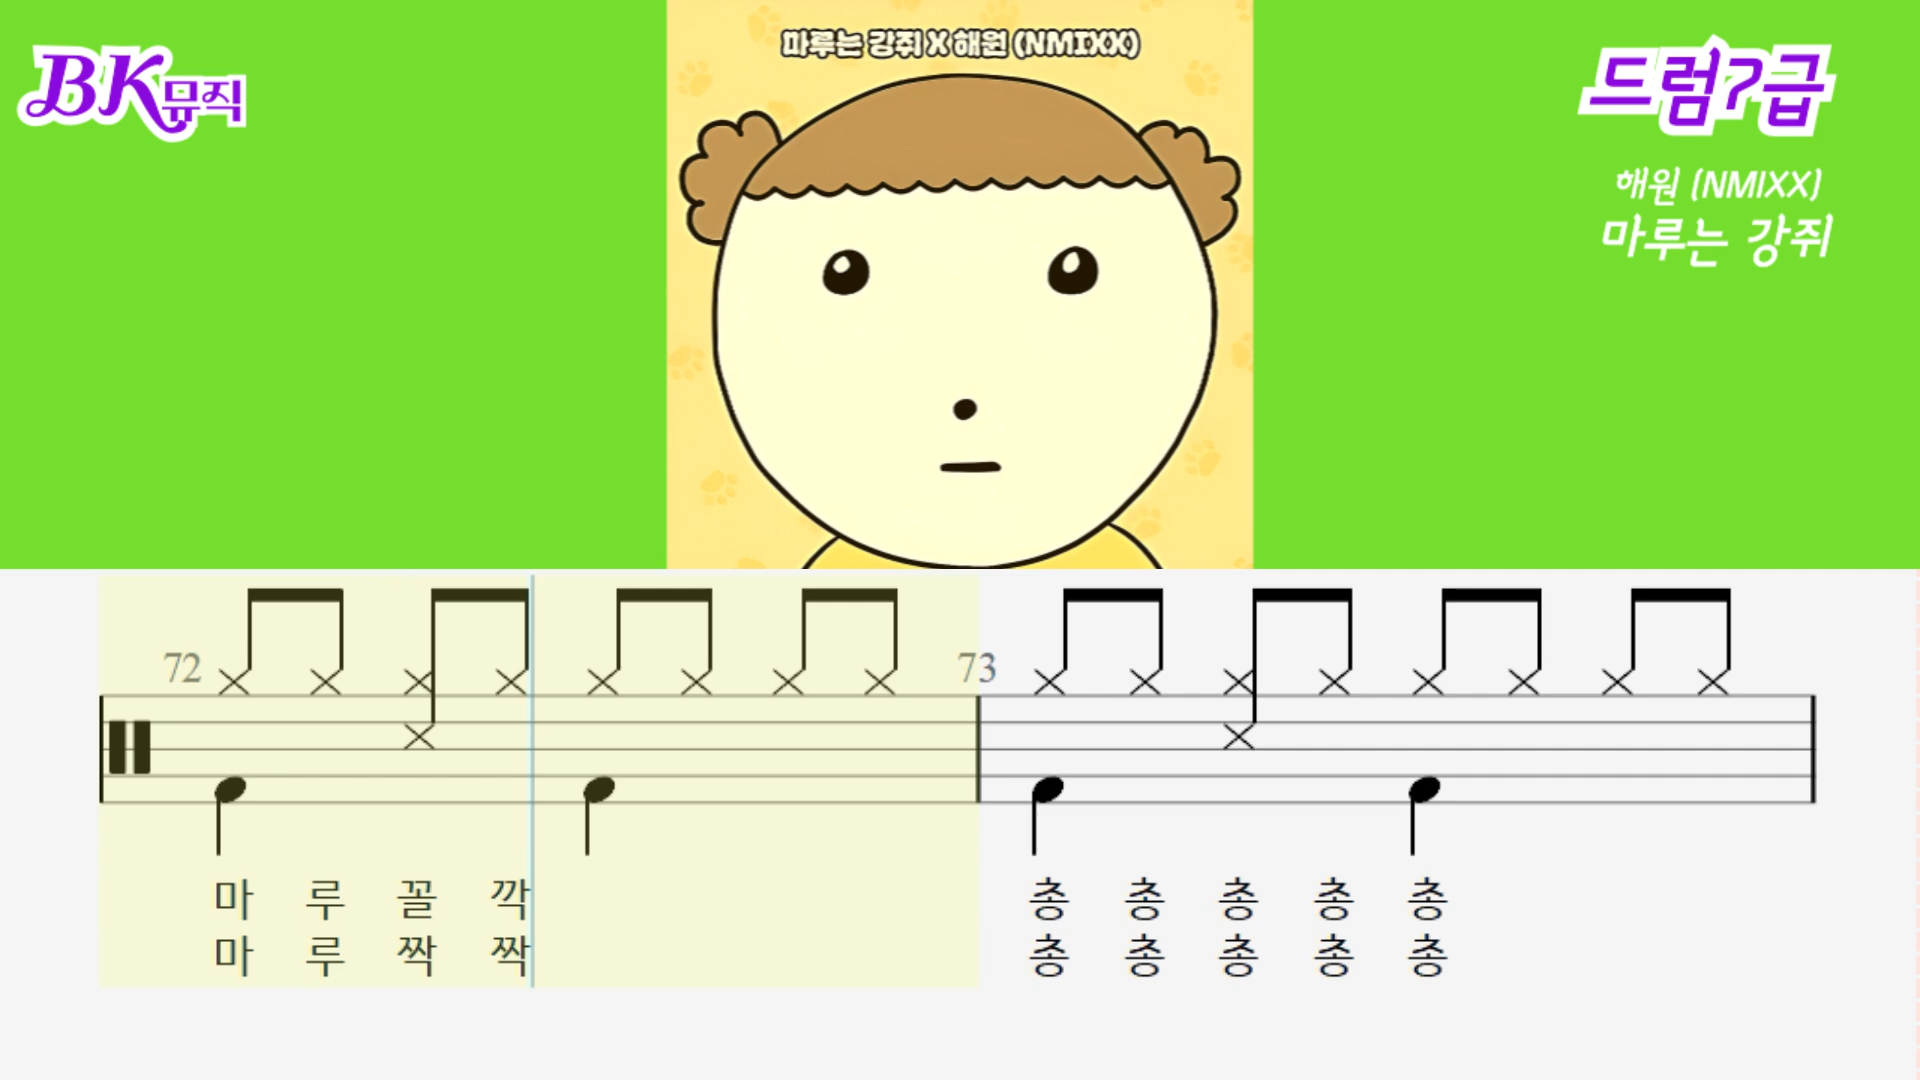 BK뮤직
마루는 강쥐 X 해원 (NMIXX)
드럼7급
해원 (NMIXX)
마루는 강쥐
72
73
마 루 꼴 깍
총 총 총 총 총
마 루 짝 짝
총 총 총 총 총